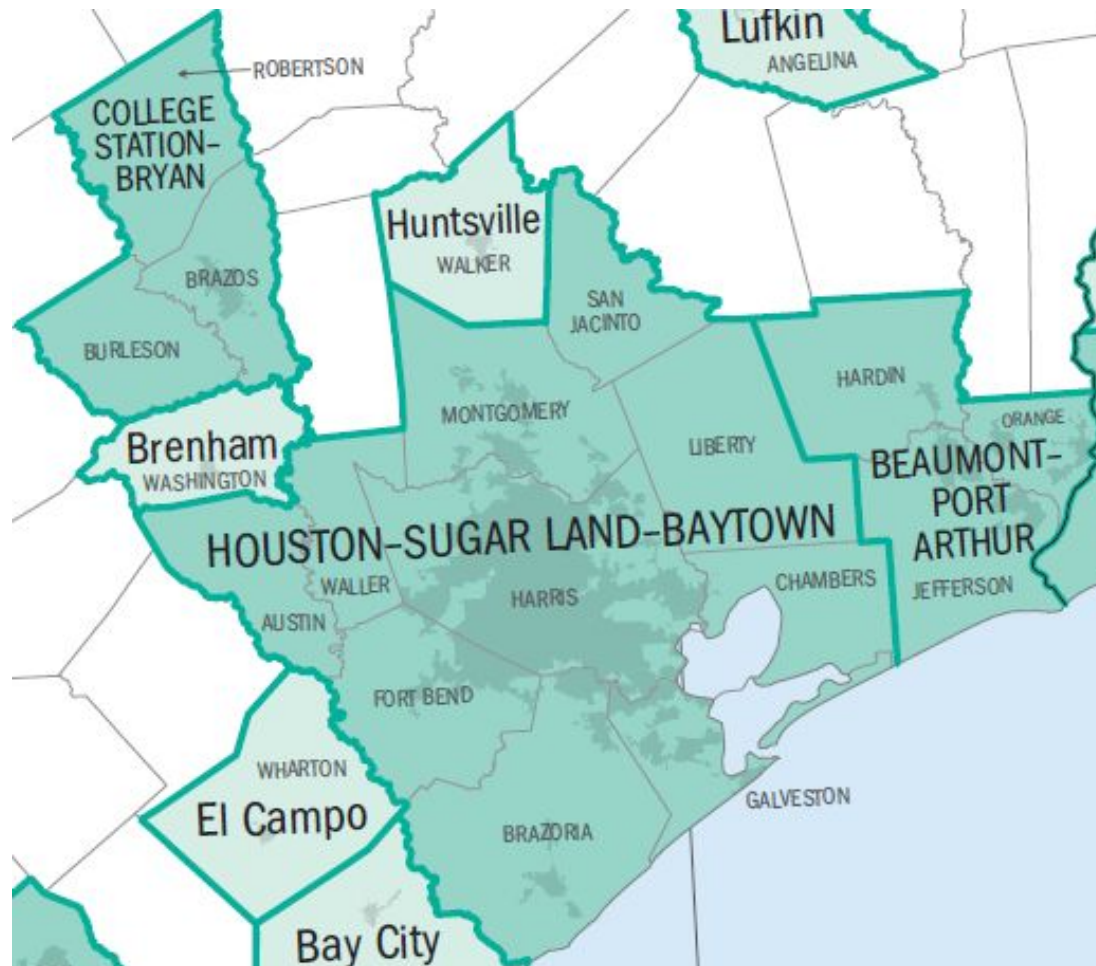 Lufkin
ANGELINA
ROBERTSON
COLLEGE
STATION–
BRYAN
Huntsville
WALKER
BRAZOS
SAN
JACINTO
BURLESON
HARDIN
MONTGOMERY
ORANGE
Brenham
WASHINGTON
LIBERTY
BEAUMONT–
PORT
ARTHUR
HOUSTON–SUGAR LAND–BAYTOWN
WALLER
HARRIS
CHAMBERS
JEFFERSON
AUSTIN
FORT BEND
WHARTON
El Campo
GALVESTON
BRAZORIA
Bay City